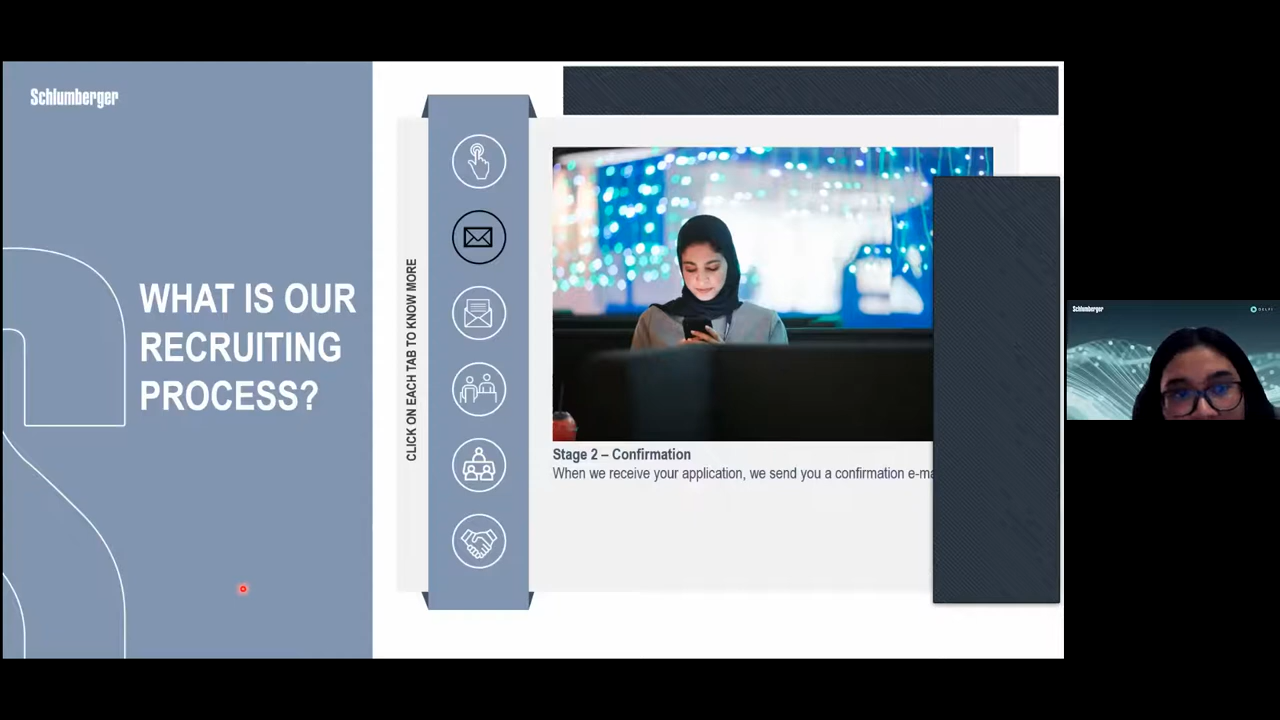 Schlumberger
WHAT IS OUR
RECRUITING
PROCESS?
CLICK ON EACH TAB TO KNOW MORE
Stage 2 – Confirmation
When we receive your application, we send you a confirmation e-ma
Schlumberger
DELFI